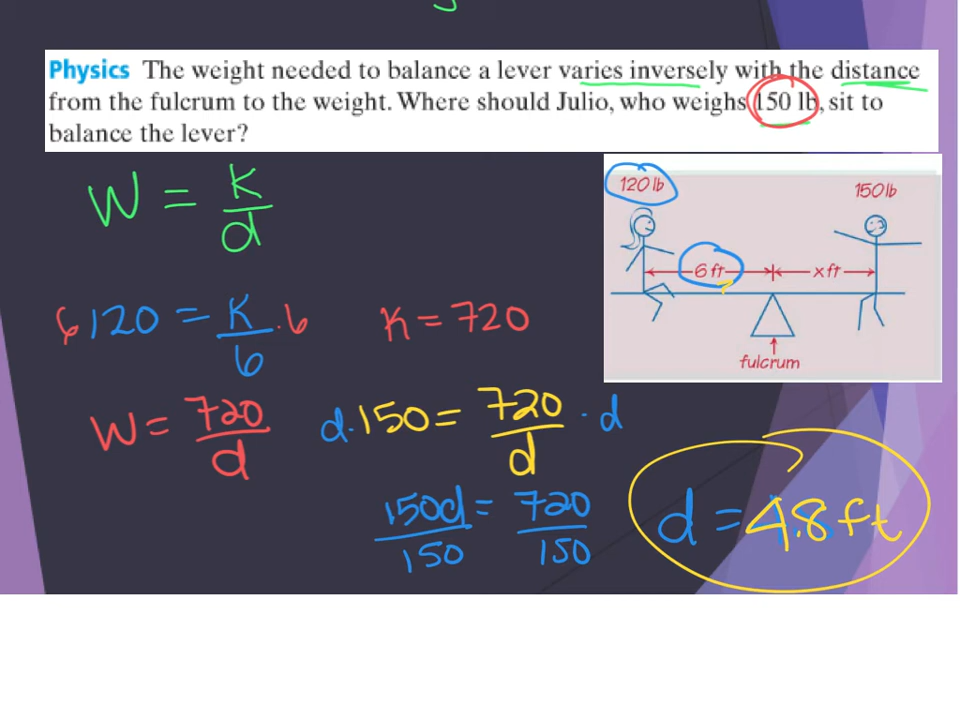 Physics The weight needed to balance a lever varies inversely with the distance
from the fulcrum to the weight. Where should Julio, who weighs 150 lb, sit to
balance the lever?
W = K/d
120 lb
150 lb
6 ft
x ft
fulcrum
6 120 = K/6 · 6
K = 720
W = 720/d
d · 150 = 720/d · d
150d/150 = 720/150
d = 4.8 ft